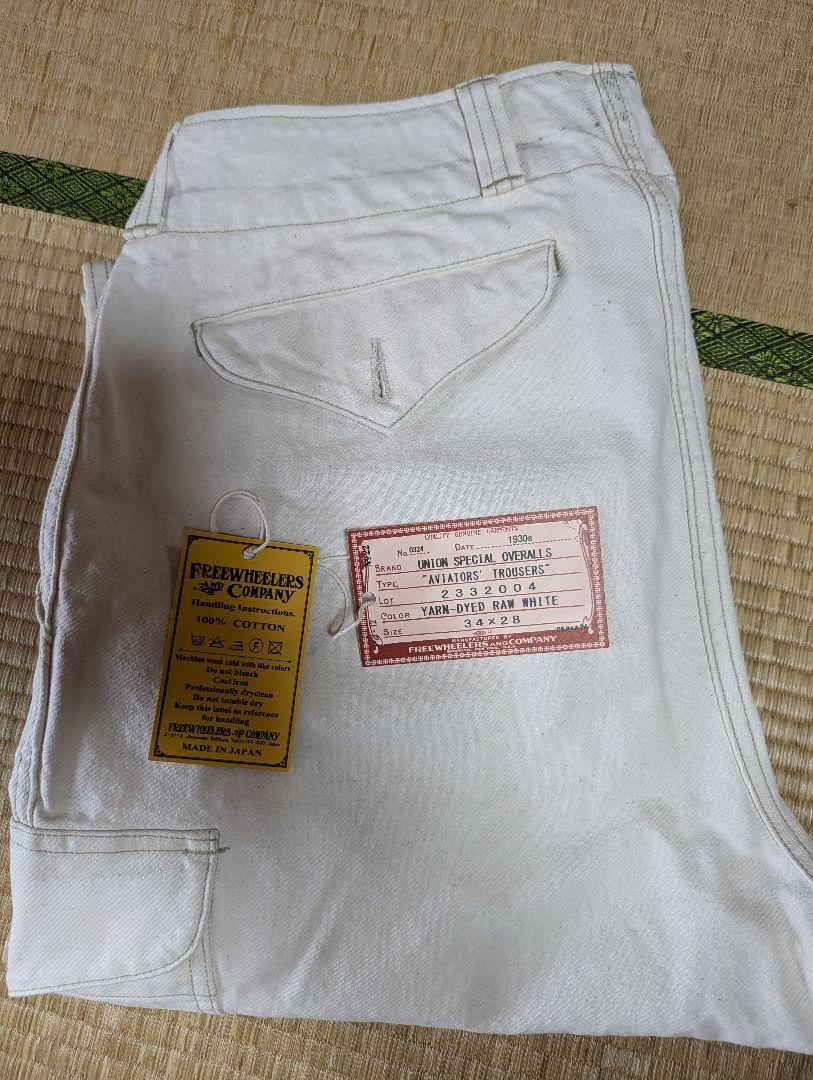 FREEWHEELERS
AND COMPANY
Handling Instructions.
100% COTTON
Machine wash cold with like colors
Do not bleach
Cool iron
Professionally dryclean
Do not tumble dry
Keep this label as reference
for handling
FREEWHEELERS AND COMPANY
MADE IN JAPAN
QUALITY GENUINE GARMENTS
No. 0324 DATE 1930s
BRAND UNION SPECIAL OVERALLS
TYPE "AVIATORS' TROUSERS"
LOT 2332004
COLOR YARN-DYED RAW WHITE
SIZE 34×28
MANUFACTURED BY
FREEWHEELERS AND COMPANY